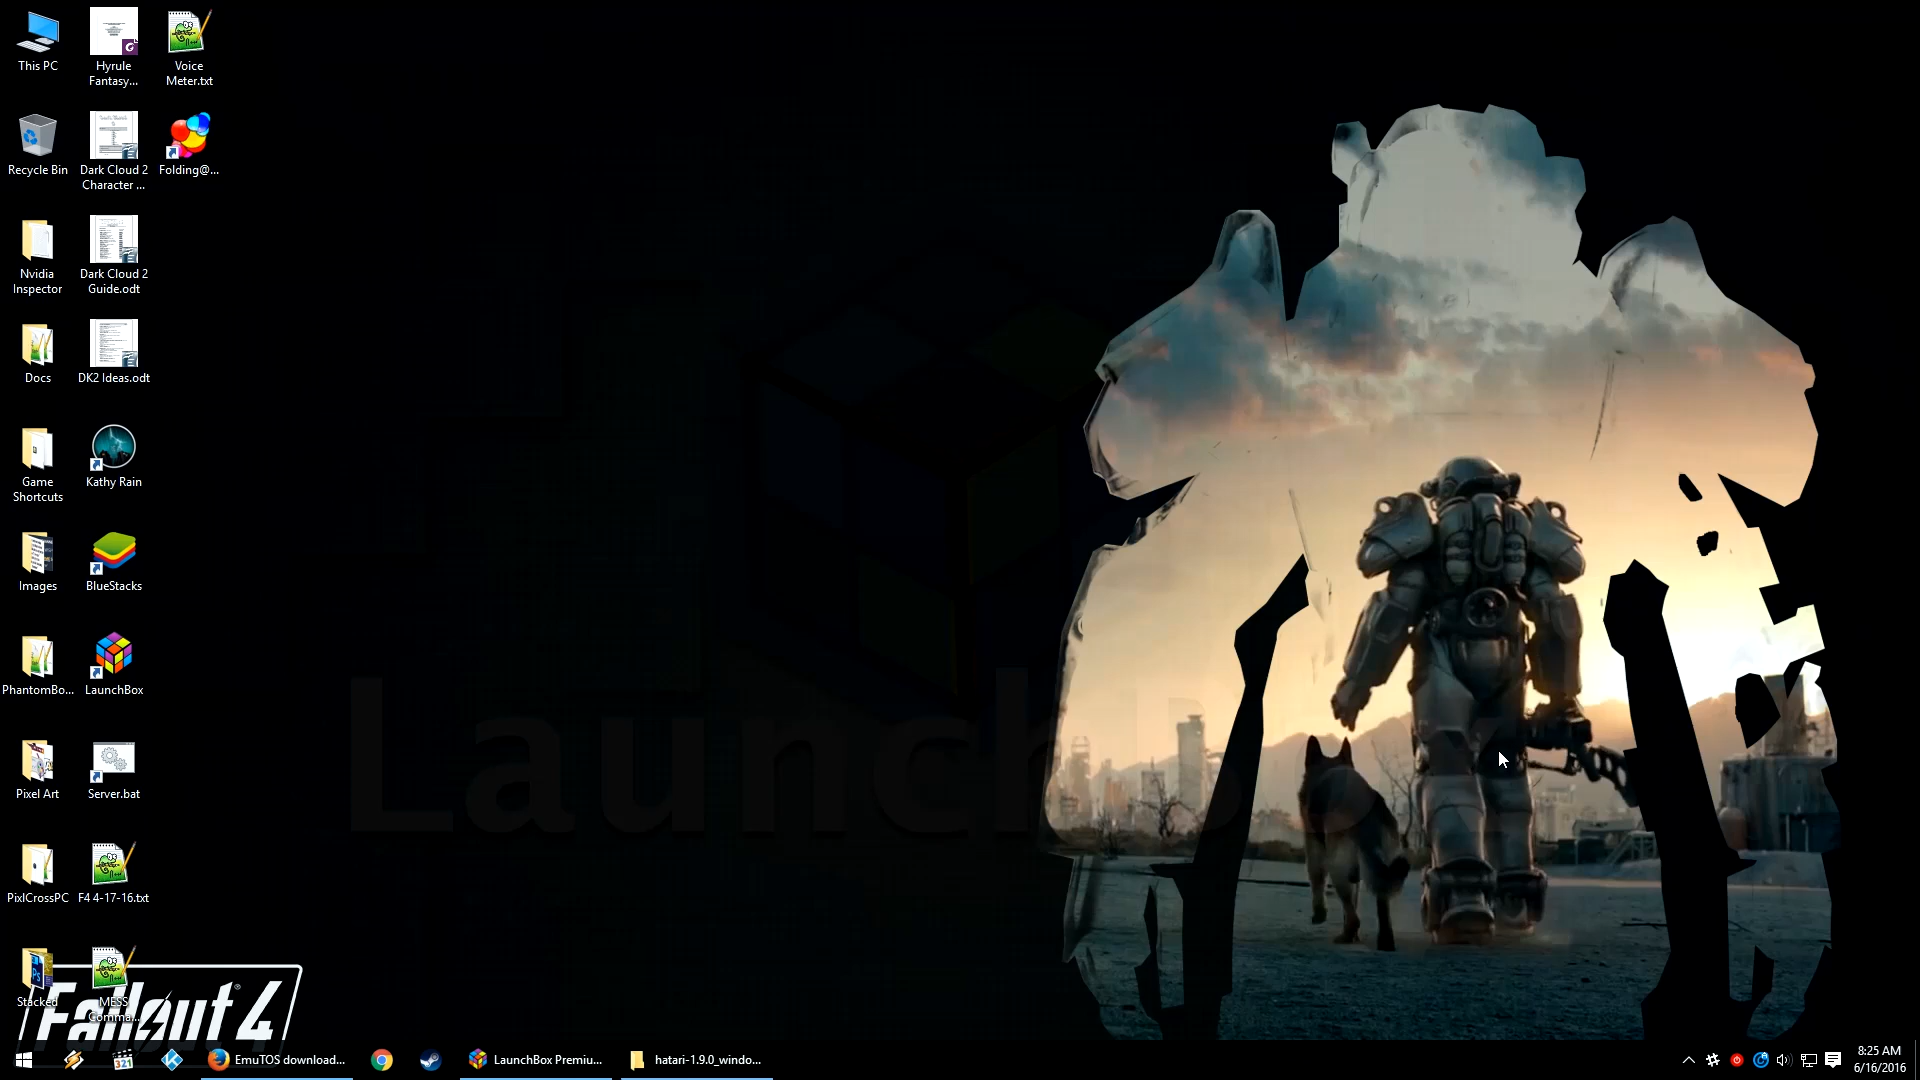 This PC
Hyrule
Fantasy...
Voice
Meter.txt
Recycle Bin
Dark Cloud 2
Character ...
Folding@...
Nvidia
Inspector
Dark Cloud 2
Guide.odt
Docs
DK2 Ideas.odt
Game
Shortcuts
Kathy Rain
Images
BlueStacks
PhantomBo...
LaunchBox
Pixel Art
Server.bat
PixlCrossPC
F4 4-17-16.txt
Stacked
MESS
Comma...
LaunchBox
Fallout 4
321
EmuTOS download...
LaunchBox Premiu...
hatari-1.9.0_windo...
8:25 AM
6/16/2016